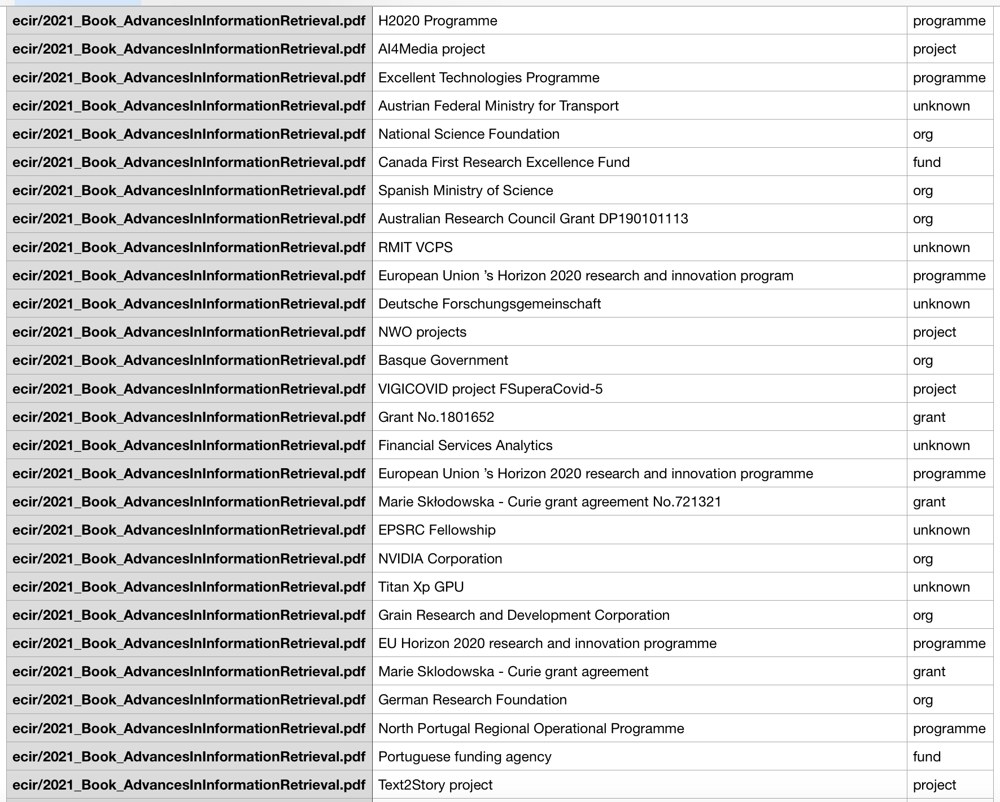 ecir/2021_Book_AdvancesInInformationRetrieval.pdf H2020 Programme programme
ecir/2021_Book_AdvancesInInformationRetrieval.pdf AI4Media project project
ecir/2021_Book_AdvancesInInformationRetrieval.pdf Excellent Technologies Programme programme
ecir/2021_Book_AdvancesInInformationRetrieval.pdf Austrian Federal Ministry for Transport unknown
ecir/2021_Book_AdvancesInInformationRetrieval.pdf National Science Foundation org
ecir/2021_Book_AdvancesInInformationRetrieval.pdf Canada First Research Excellence Fund fund
ecir/2021_Book_AdvancesInInformationRetrieval.pdf Spanish Ministry of Science org
ecir/2021_Book_AdvancesInInformationRetrieval.pdf Australian Research Council Grant DP190101113 org
ecir/2021_Book_AdvancesInInformationRetrieval.pdf RMIT VCPS unknown
ecir/2021_Book_AdvancesInInformationRetrieval.pdf European Union ’s Horizon 2020 research and innovation program programme
ecir/2021_Book_AdvancesInInformationRetrieval.pdf Deutsche Forschungsgemeinschaft unknown
ecir/2021_Book_AdvancesInInformationRetrieval.pdf NWO projects project
ecir/2021_Book_AdvancesInInformationRetrieval.pdf Basque Government org
ecir/2021_Book_AdvancesInInformationRetrieval.pdf VIGICOVID project FSuperaCovid-5 project
ecir/2021_Book_AdvancesInInformationRetrieval.pdf Grant No.1801652 grant
ecir/2021_Book_AdvancesInInformationRetrieval.pdf Financial Services Analytics unknown
ecir/2021_Book_AdvancesInInformationRetrieval.pdf European Union ’s Horizon 2020 research and innovation programme programme
ecir/2021_Book_AdvancesInInformationRetrieval.pdf Marie Skłodowska - Curie grant agreement No.721321 grant
ecir/2021_Book_AdvancesInInformationRetrieval.pdf EPSRC Fellowship unknown
ecir/2021_Book_AdvancesInInformationRetrieval.pdf NVIDIA Corporation org
ecir/2021_Book_AdvancesInInformationRetrieval.pdf Titan Xp GPU unknown
ecir/2021_Book_AdvancesInInformationRetrieval.pdf Grain Research and Development Corporation org
ecir/2021_Book_AdvancesInInformationRetrieval.pdf EU Horizon 2020 research and innovation programme programme
ecir/2021_Book_AdvancesInInformationRetrieval.pdf Marie Sklodowska - Curie grant agreement grant
ecir/2021_Book_AdvancesInInformationRetrieval.pdf German Research Foundation org
ecir/2021_Book_AdvancesInInformationRetrieval.pdf North Portugal Regional Operational Programme programme
ecir/2021_Book_AdvancesInInformationRetrieval.pdf Portuguese funding agency fund
ecir/2021_Book_AdvancesInInformationRetrieval.pdf Text2Story project project